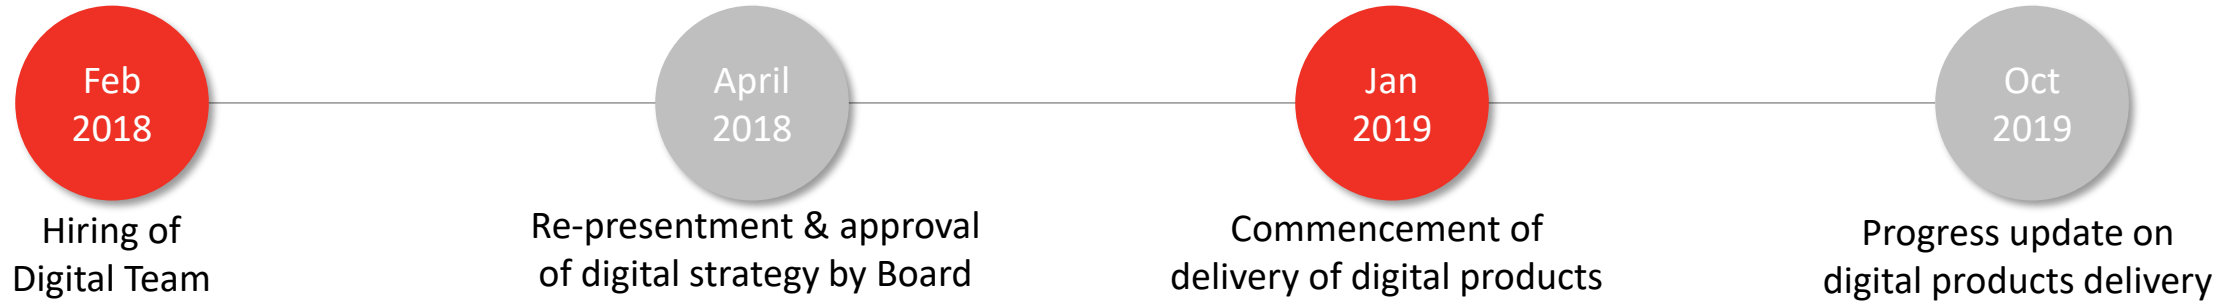 Feb
2018
Hiring of
Digital Team
April
2018
Re-presentment & approval
of digital strategy by Board
Jan
2019
Commencement of
delivery of digital products
Oct
2019
Progress update on
digital products delivery